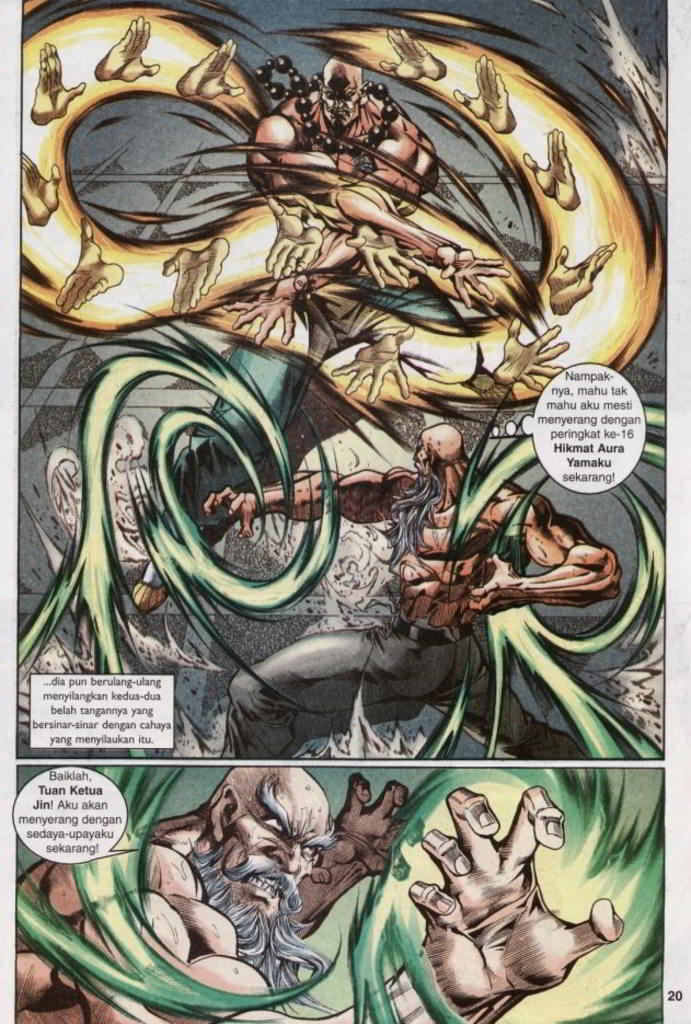 Nampak-
nya, mahu tak
mahu aku mesti
menyerang dengan
peringkat ke-16
Hikmat Aura
Yamaku
sekarang!
...dia pun berulang-ulang
menyilangkan kedua-dua
belah tangannya yang
bersinar-sinar dengan cahaya
yang menyilaukan itu.
Baiklah,
Tuan Ketua
Jin! Aku akan
menyerang dengan
sedaya-upayaku
sekarang!
20